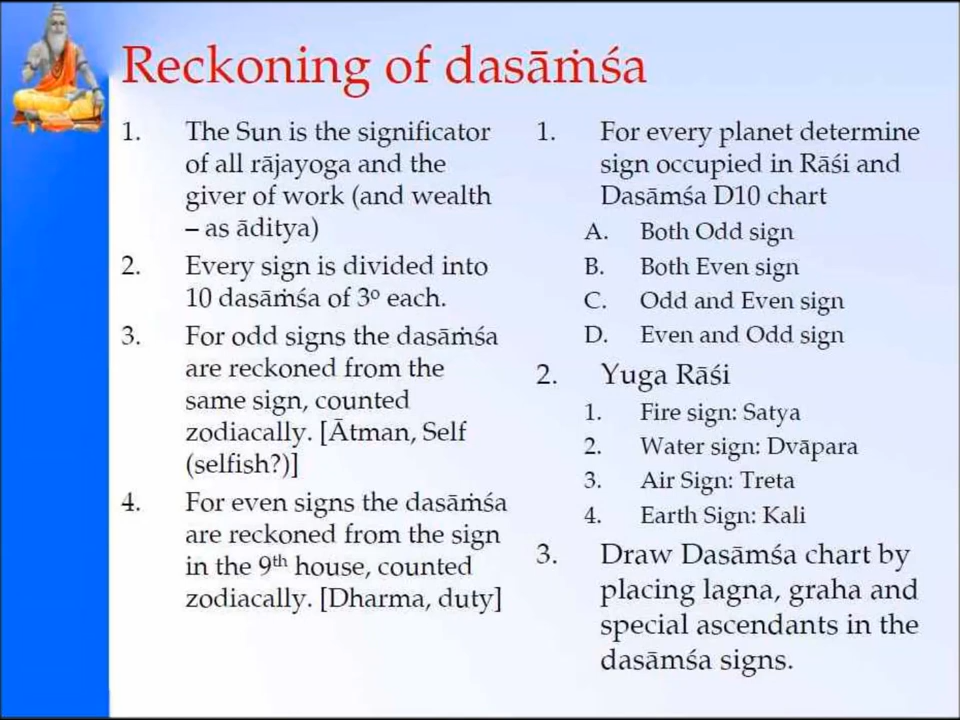 Reckoning of dasāṁśa
1. The Sun is the significator
of all rājayoga and the
giver of work (and wealth
– as āditya)
2. Every sign is divided into
10 dasāṁśa of 3º each.
3. For odd signs the dasāṁśa
are reckoned from the
same sign, counted
zodiacally. [Ātman, Self
(selfish?)]
4. For even signs the dasāṁśa
are reckoned from the sign
in the 9th house, counted
zodiacally. [Dharma, duty]
1. For every planet determine
sign occupied in Rāśi and
Dasāṁśa D10 chart
A. Both Odd sign
B. Both Even sign
C. Odd and Even sign
D. Even and Odd sign
2. Yuga Rāśi
1. Fire sign: Satya
2. Water sign: Dvāpara
3. Air Sign: Treta
4. Earth Sign: Kali
3. Draw Dasāṁśa chart by
placing lagna, graha and
special ascendants in the
dasāṁśa signs.